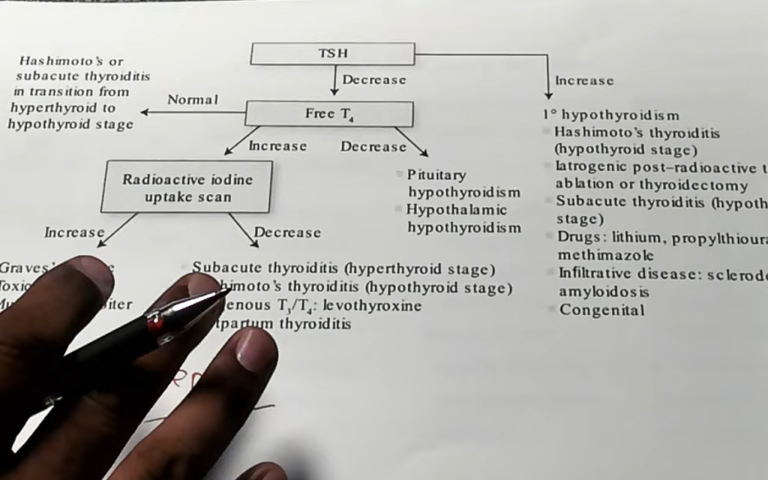 TSH
Decrease
Increase
Hashimoto's or
subacute thyroiditis
in transition from
hyperthyroid to
hypothyroid stage
Normal
Free T4
Increase
Decrease
Radioactive iodine
uptake scan
Pituitary
hypothyroidism
Hypothalamic
hypothyroidism
1° hypothyroidism
Hashimoto's thyroiditis
(hypothyroid stage)
Iatrogenic post-radioactive
ablation or thyroidectomy
Subacute thyroiditis
stage)
Drugs: lithium,
methimazole
Infiltrative disease:
amyloidosis
Congenital
Increase
Decrease
Subacute thyroiditis (hyperthyroid stage)
thyroiditis (hypothyroid stage)
T3/T4: levothyroxine
thyroiditis